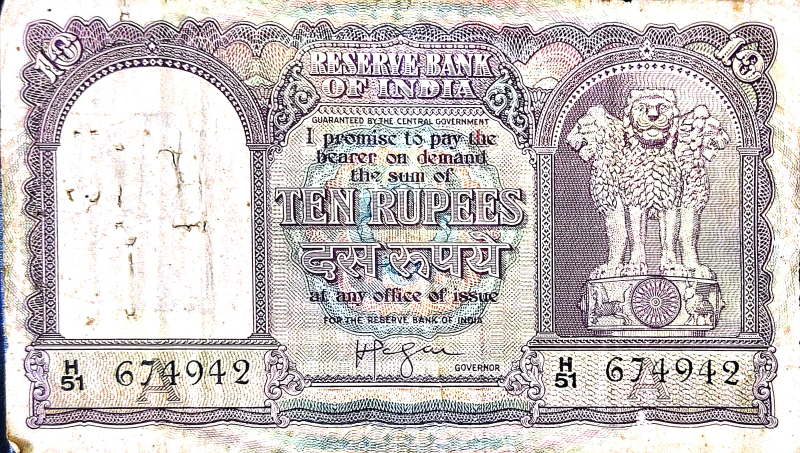 10
10
RESERVE BANK
OF INDIA
GUARANTEED BY THE CENTRAL GOVERNMENT
I promise to pay the
bearer on demand
the sum of
TEN RUPEES
दस रूपये
at any office of issue
FOR THE RESERVE BANK OF INDIA
GOVERNOR
H/51 674942
A
H/51 674942
A